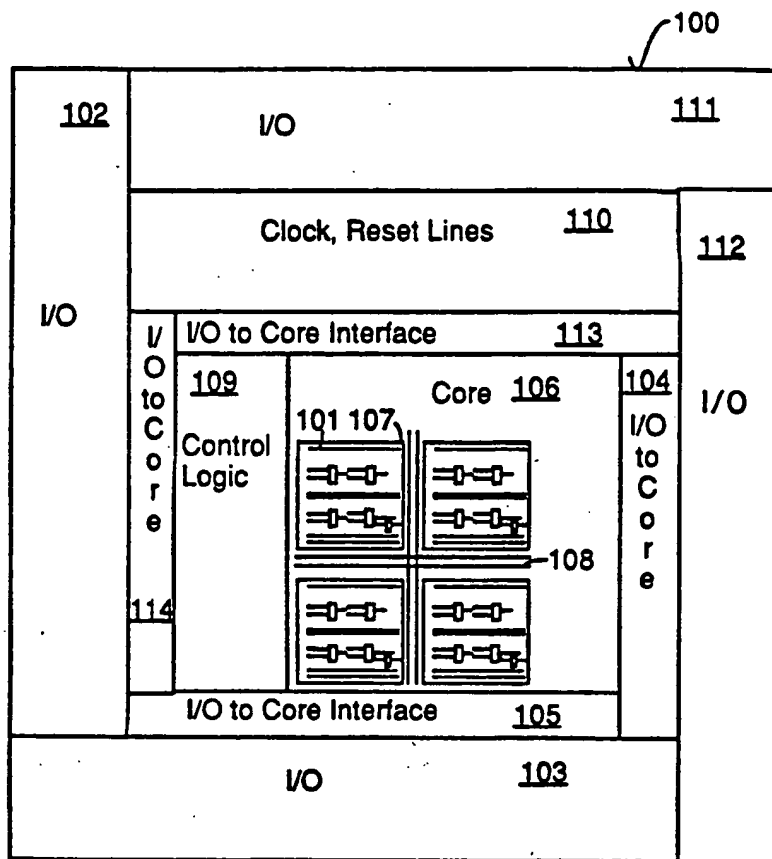 100
102
I/O
111
Clock, Reset Lines
110
112
I/O
I/O to Core
I/O to Core Interface
113
109
Control
Logic
Core
106
104
I/O to Core
I/O
101
107
108
114
I/O to Core Interface
105
I/O
103